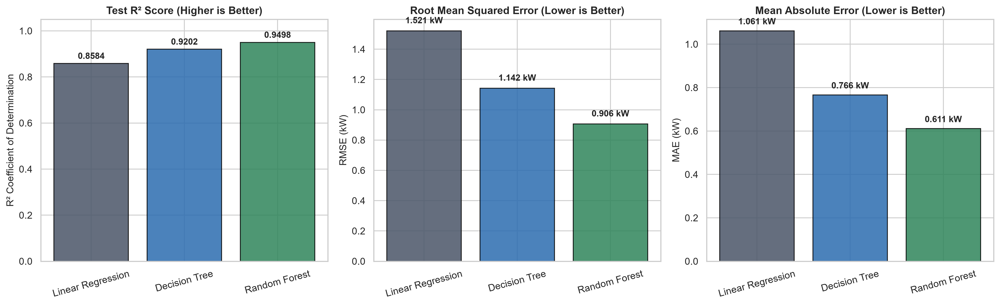 Test R² Score (Higher is Better)
R² Coefficient of Determination
1.0
0.8
0.6
0.4
0.2
0.0
0.8584
0.9202
0.9498
Linear Regression
Decision Tree
Random Forest
Root Mean Squared Error (Lower is Better)
RMSE (kW)
1.4
1.2
1.0
0.8
0.6
0.4
0.2
0.0
1.521 kW
1.142 kW
0.906 kW
Linear Regression
Decision Tree
Random Forest
Mean Absolute Error (Lower is Better)
MAE (kW)
1.0
0.8
0.6
0.4
0.2
0.0
1.061 kW
0.766 kW
0.611 kW
Linear Regression
Decision Tree
Random Forest